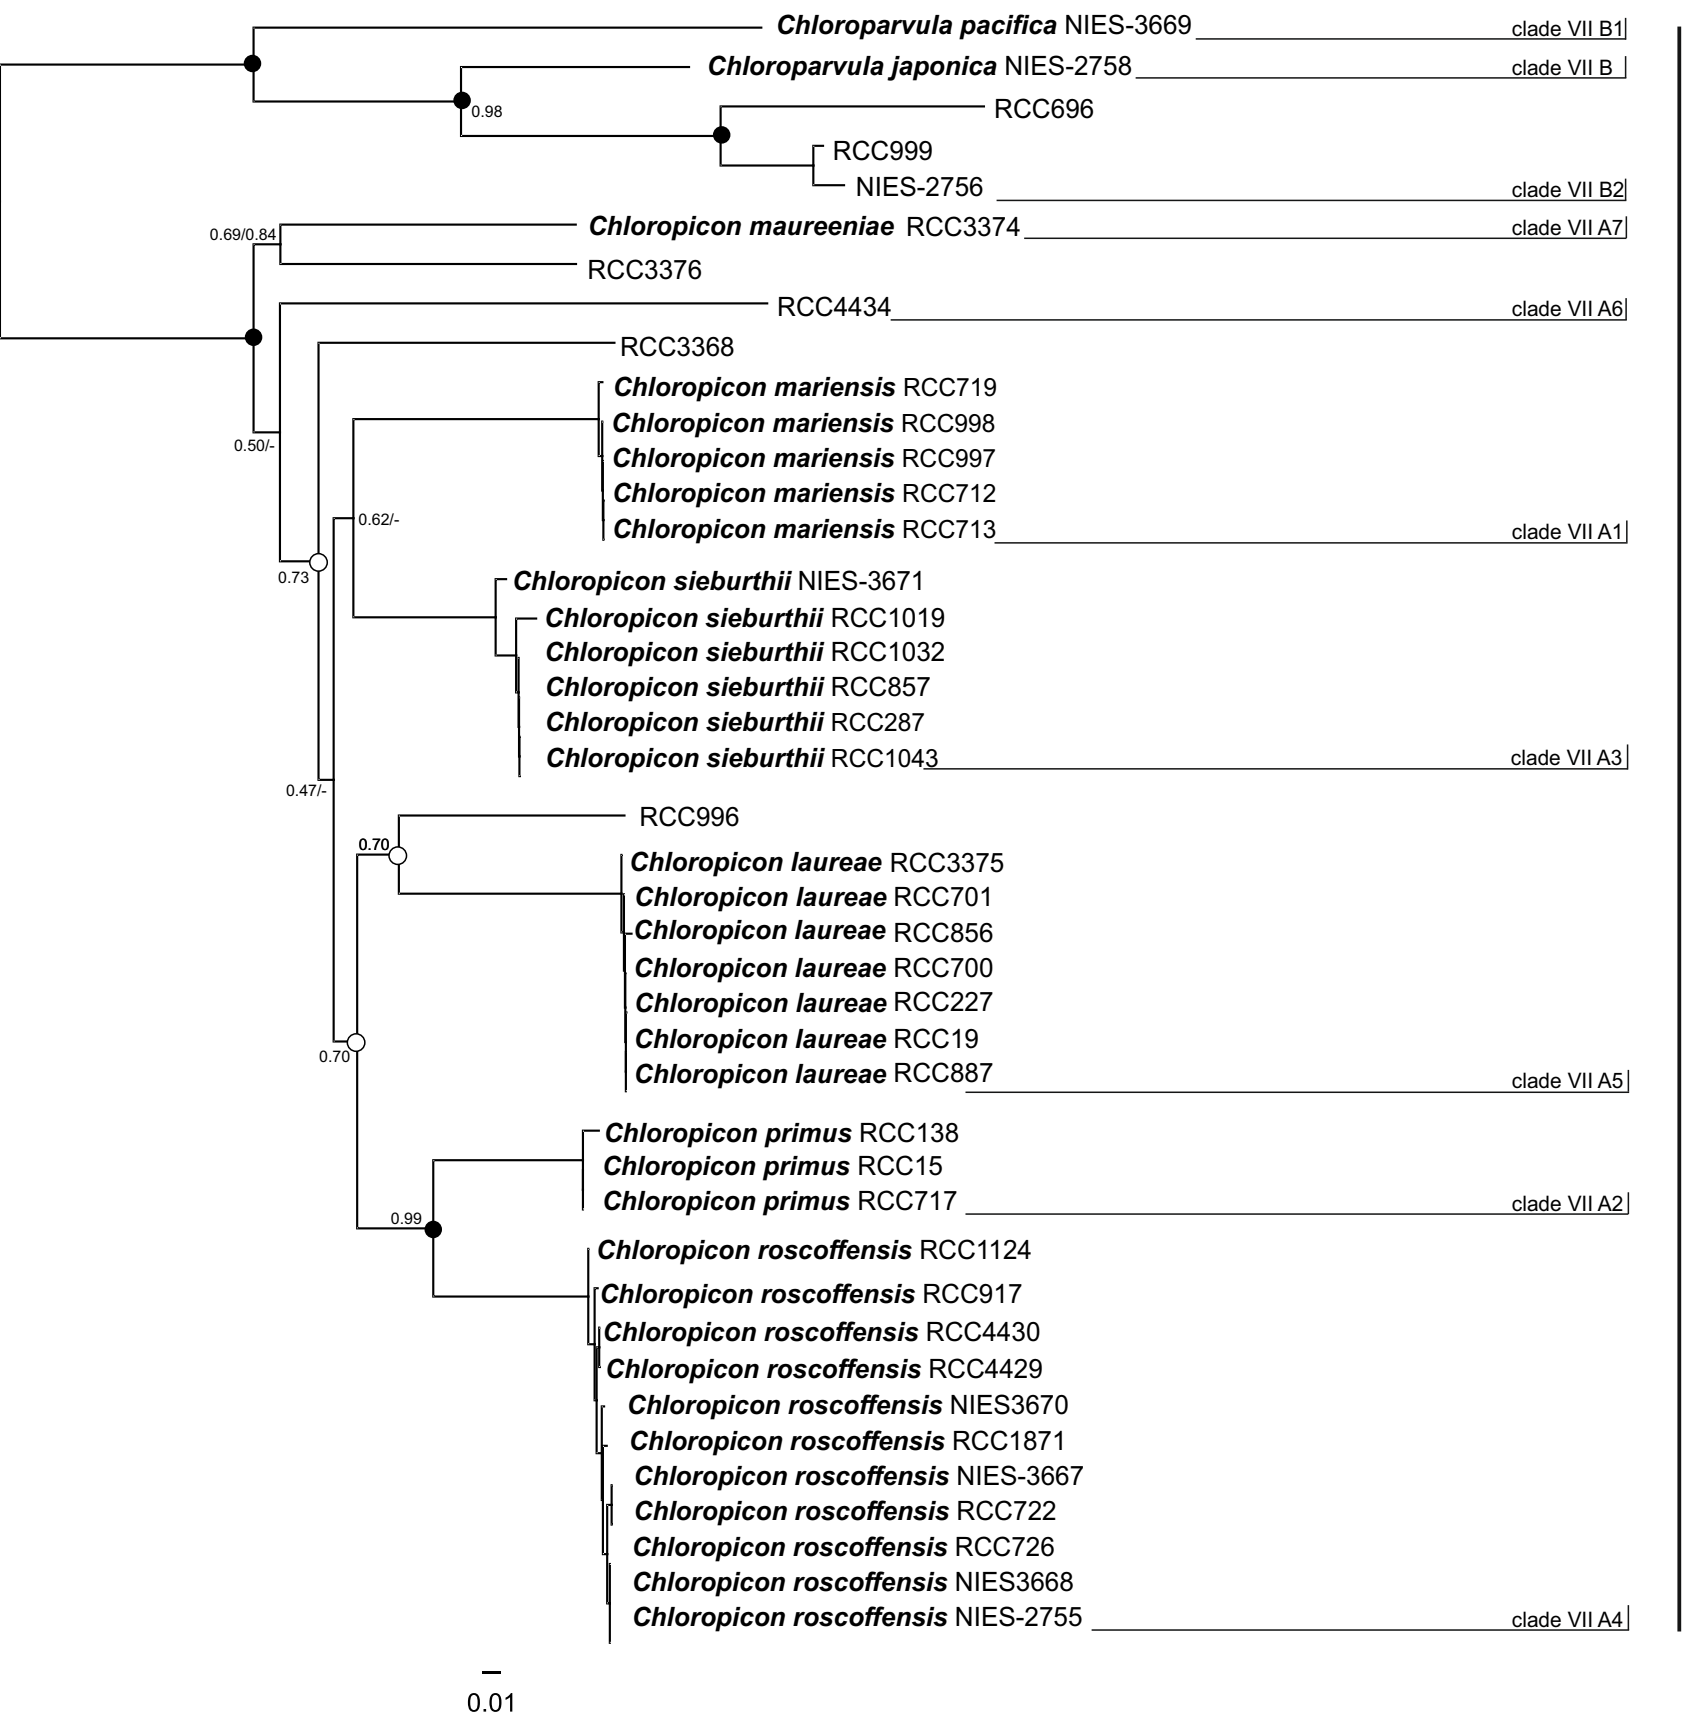 Chloroparvula pacifica NIES-3669 clade VII B1
Chloroparvula japonica NIES-2758 clade VII B
0.98
RCC696
RCC999
NIES-2756 clade VII B2
Chloropicon maureeniae RCC3374 clade VII A7
0.69/0.84
RCC3376
RCC4434 clade VII A6
RCC3368
Chloropicon mariensis RCC719
Chloropicon mariensis RCC998
0.50/-
Chloropicon mariensis RCC997
Chloropicon mariensis RCC712
0.62/-
Chloropicon mariensis RCC713 clade VII A1
0.73
Chloropicon sieburthii NIES-3671
Chloropicon sieburthii RCC1019
Chloropicon sieburthii RCC1032
Chloropicon sieburthii RCC857
Chloropicon sieburthii RCC287
Chloropicon sieburthii RCC1043 clade VII A3
0.47/-
RCC996
0.70
Chloropicon laureae RCC3375
Chloropicon laureae RCC701
Chloropicon laureae RCC856
Chloropicon laureae RCC700
Chloropicon laureae RCC227
Chloropicon laureae RCC19
0.70
Chloropicon laureae RCC887 clade VII A5
Chloropicon primus RCC138
Chloropicon primus RCC15
Chloropicon primus RCC717 clade VII A2
0.99
Chloropicon roscoffensis RCC1124
Chloropicon roscoffensis RCC917
Chloropicon roscoffensis RCC4430
Chloropicon roscoffensis RCC4429
Chloropicon roscoffensis NIES3670
Chloropicon roscoffensis RCC1871
Chloropicon roscoffensis NIES-3667
Chloropicon roscoffensis RCC722
Chloropicon roscoffensis RCC726
Chloropicon roscoffensis NIES3668
Chloropicon roscoffensis NIES-2755 clade VII A4
0.01